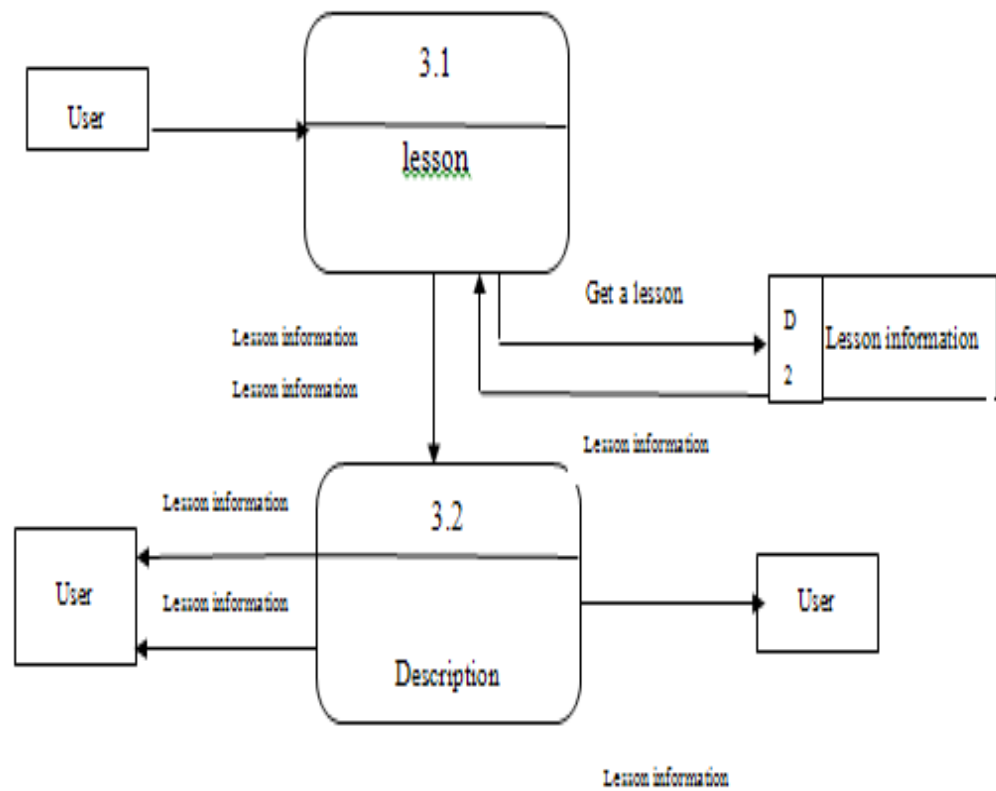 3.1
User
lesson
Get a lesson
D
2
Lesson information
Lesson information
Lesson information
Lesson information
3.2
Lesson information
User
Lesson information
User
Description
Lesson information